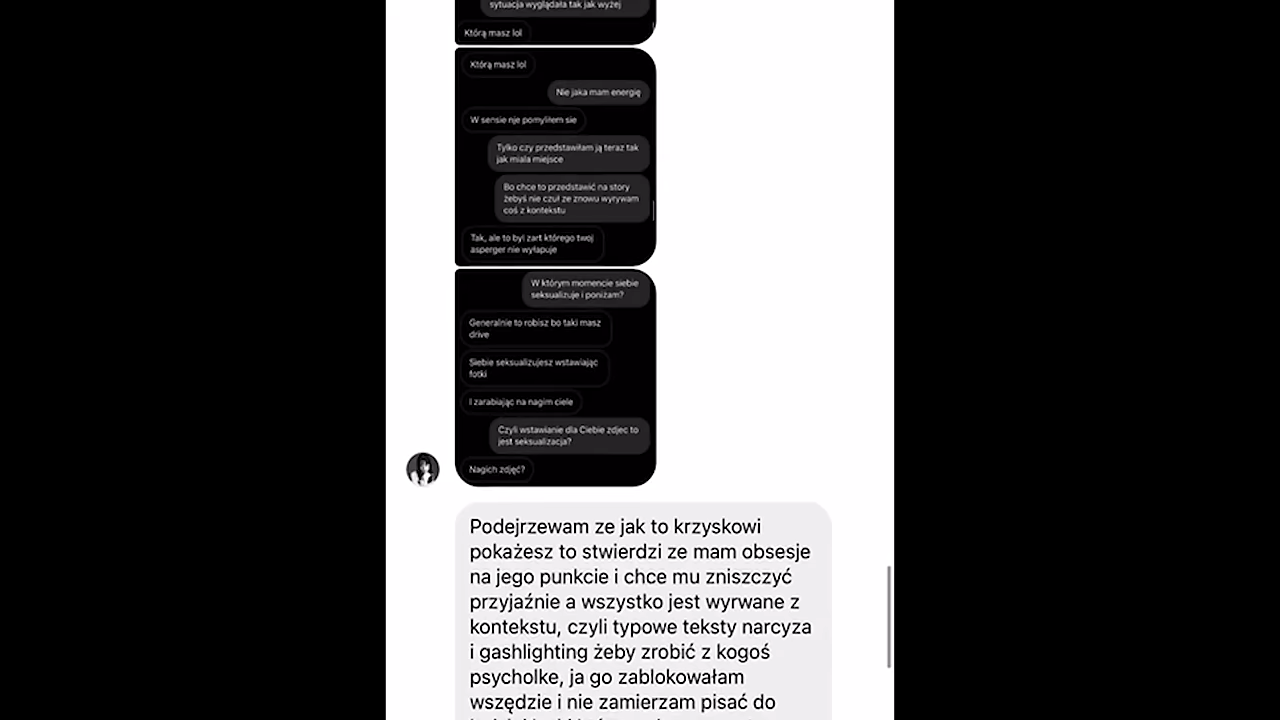 sytuacja wyglądała tak jak wyżej
Którą masz lol
Którą masz lol
Nie jaka mam energię
W sensie nje pomyliłem sie
Tylko czy przedstawiłam ją teraz tak
jak miala miejsce
Bo chce to przedstawić na story
żebyś nie czuł ze znowu wyrywam
coś z kontekstu
Tak, ale to byl zart którego twoj
asperger nie wyłapuje
W którym momencie siebie
seksualizuje i poniżam?
Generalnie to robisz bo taki masz
drive
Siebie seksualizujesz wstawiając
fotki
I zarabiając na nagim ciele
Czyli wstawianie dla Ciebie zdjec to
jest seksualizacja?
Nagich zdjęć?
Podejrzewam ze jak to krzyskowi
pokażesz to stwierdzi ze mam obsesje
na jego punkcie i chce mu zniszczyć
przyjaźnie a wszystko jest wyrwane z
kontekstu, czyli typowe teksty narcyza
i gashlighting żeby zrobić z kogoś
psycholke, ja go zablokowałam
wszędzie i nie zamierzam pisać do